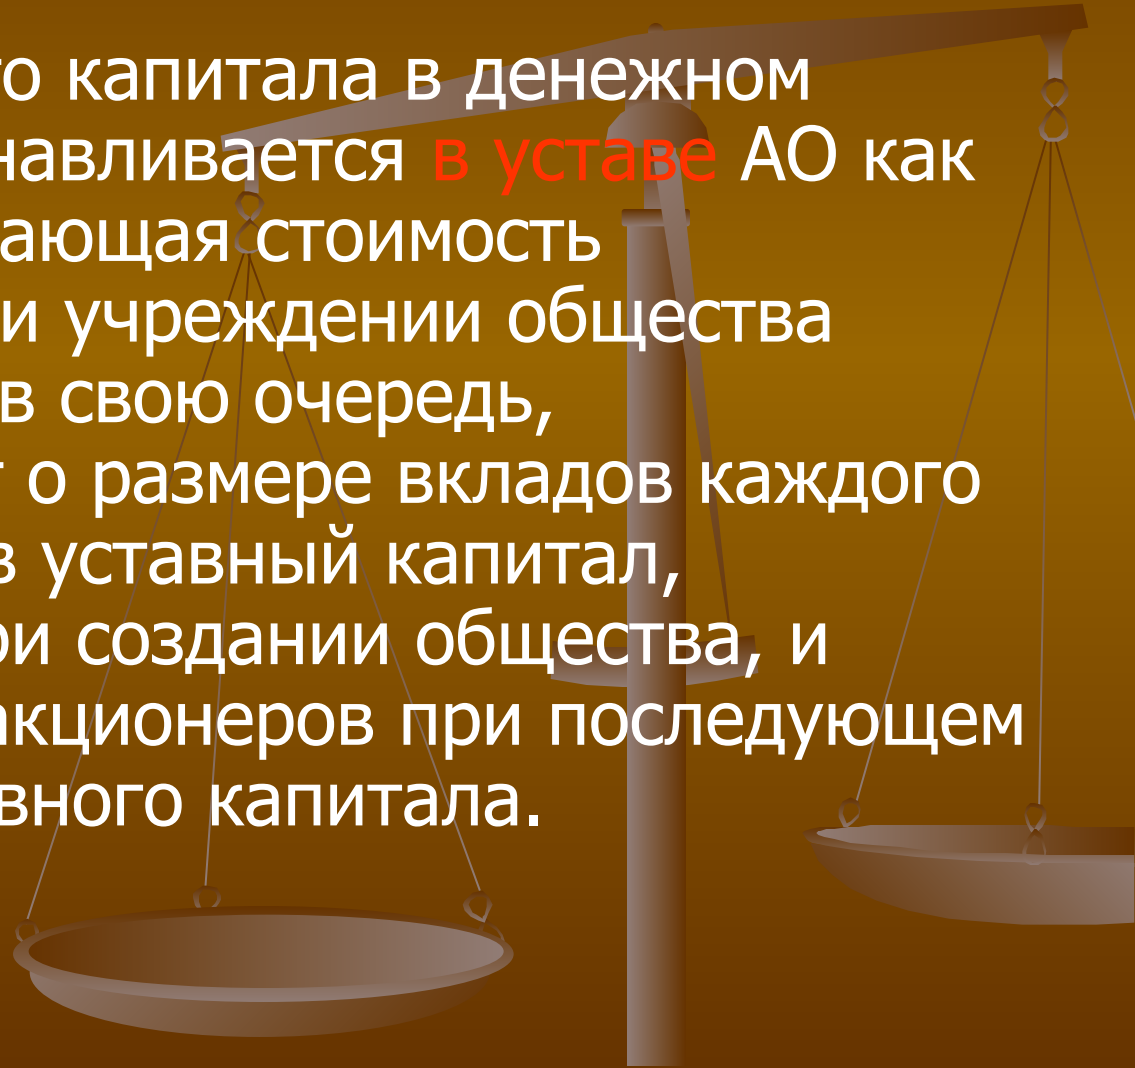 о капитала в денежном
навливается в уставе АО как
ающая стоимость
и учреждении общества
в свою очередь,
о размере вкладов каждого
в уставный капитал,
ри создании общества, и
акционеров при последующем
вного капитала.